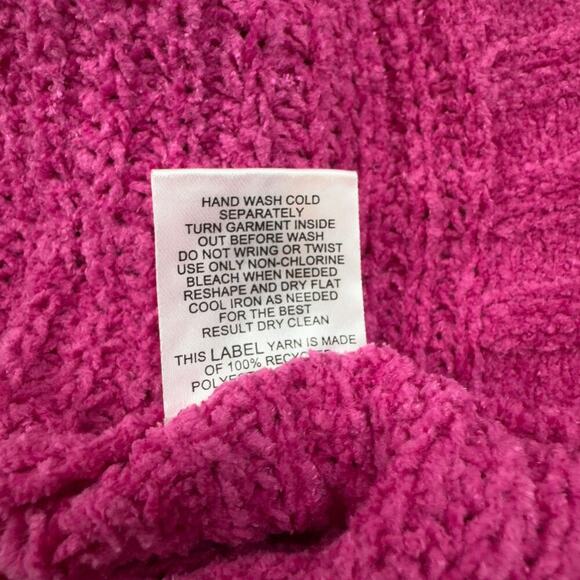 HAND WASH COLD
SEPARATELY
TURN GARMENT INSIDE
OUT BEFORE WASH
DO NOT WRING OR TWIST
USE ONLY NON-CHLORINE
BLEACH WHEN NEEDED
RESHAPE AND DRY FLAT
COOL IRON AS NEEDED
FOR THE BEST
RESULT DRY CLEAN
THIS LABEL YARN IS MADE
OF 100%